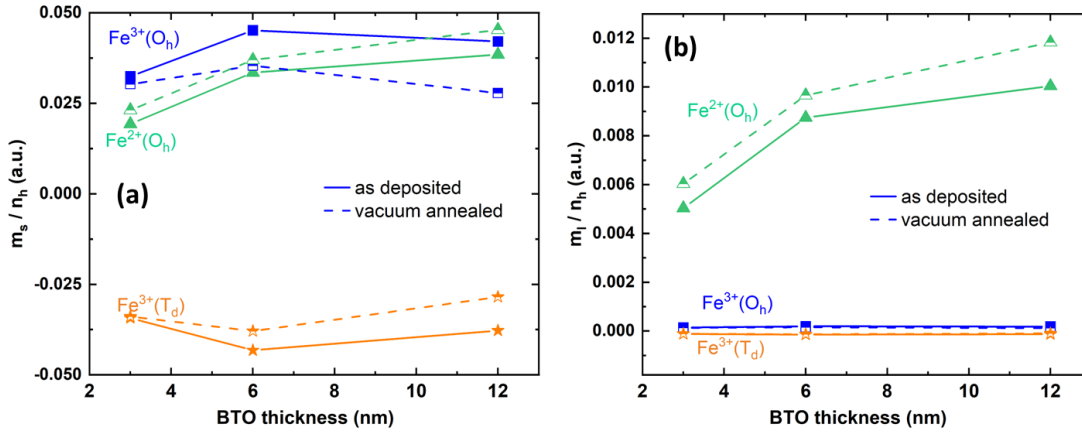 (a)
Fe³⁺(Oₕ)
Fe²⁺(Oₕ)
Fe³⁺(T_d)
as deposited
vacuum annealed
mₛ / nₕ (a.u.)
0.050
0.025
0.000
-0.025
-0.050
2 4 6 8 10 12
BTO thickness (nm)
(b)
Fe²⁺(Oₕ)
as deposited
vacuum annealed
Fe³⁺(Oₕ)
Fe³⁺(T_d)
mₗ / nₕ (a.u.)
0.012
0.010
0.008
0.006
0.004
0.002
0.000
2 4 6 8 10 12
BTO thickness (nm)